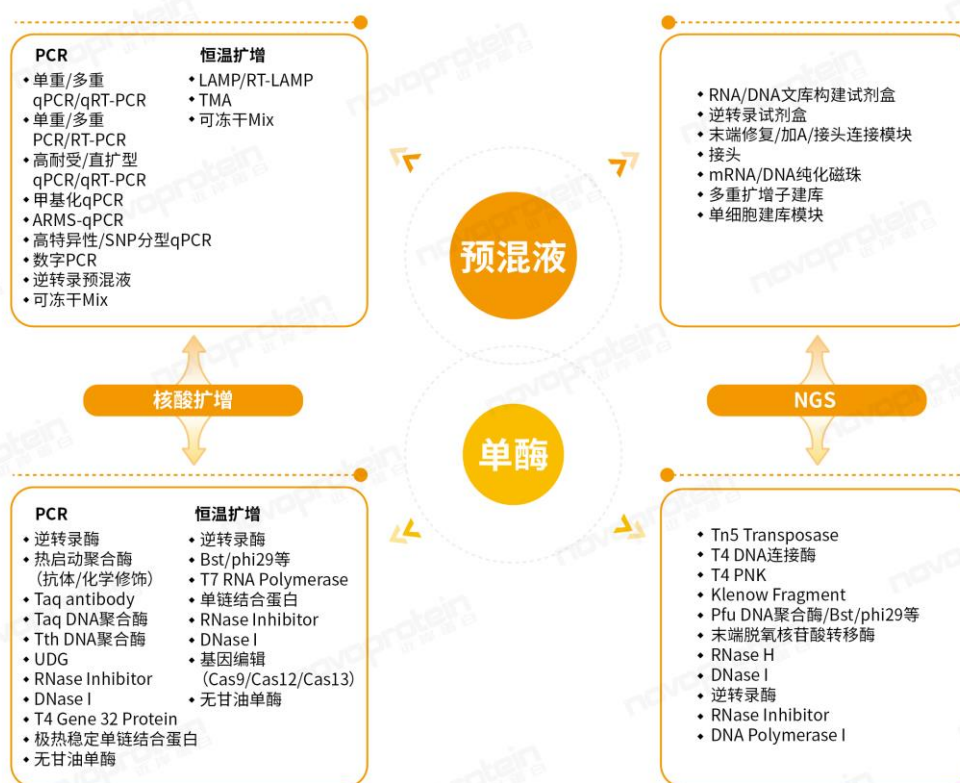 PCR
单重/多重
qPCR/qRT-PCR
单重/多重
PCR/RT-PCR
高耐受/直扩型
qPCR/qRT-PCR
甲基化qPCR
ARMS-qPCR
高特异性/SNP分型qPCR
数字PCR
逆转录预混液
可冻干Mix
恒温扩增
LAMP/RT-LAMP
TMA
可冻干Mix
RNA/DNA文库构建试剂盒
逆转录试剂盒
末端修复/加A/接头连接模块
接头
mRNA/DNA纯化磁珠
多重扩增子建库
单细胞建库模块
预混液
核酸扩增
NGS
单酶
PCR
逆转录酶
热启动聚合酶
（抗体/化学修饰）
Taq antibody
Taq DNA聚合酶
Tth DNA聚合酶
UDG
RNase Inhibitor
DNase I
T4 Gene 32 Protein
极热稳定单链结合蛋白
无甘油单酶
恒温扩增
逆转录酶
Bst/phi29等
T7 RNA Polymerase
单链结合蛋白
RNase Inhibitor
DNase I
基因编辑
（Cas9/Cas12/Cas13）
无甘油单酶
Tn5 Transposase
T4 DNA连接酶
T4 PNK
Klenow Fragment
Pfu DNA聚合酶/Bst/phi29等
末端脱氧核苷酸转移酶
RNase H
DNase I
逆转录酶
RNase Inhibitor
DNA Polymerase I
novoprotein